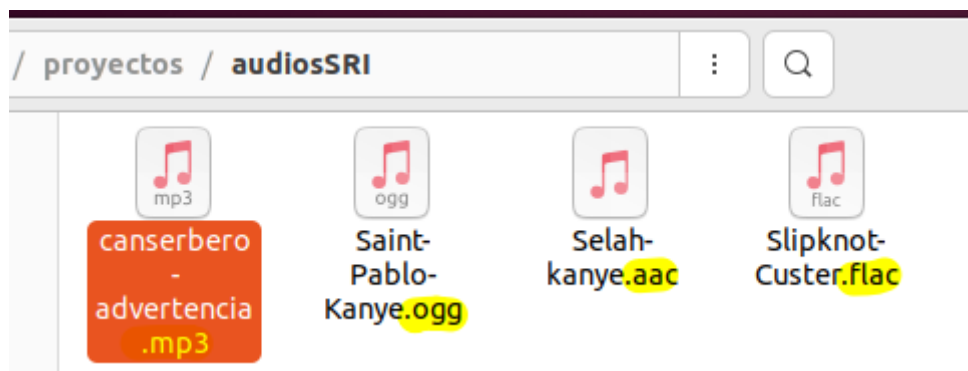 / proyectos / audiosSRI
mp3
canserbero
-
advertencia
.mp3
ogg
Saint-
Pablo-
Kanye.ogg
Selah-
kanye.aac
flac
Slipknot-
Custer.flac